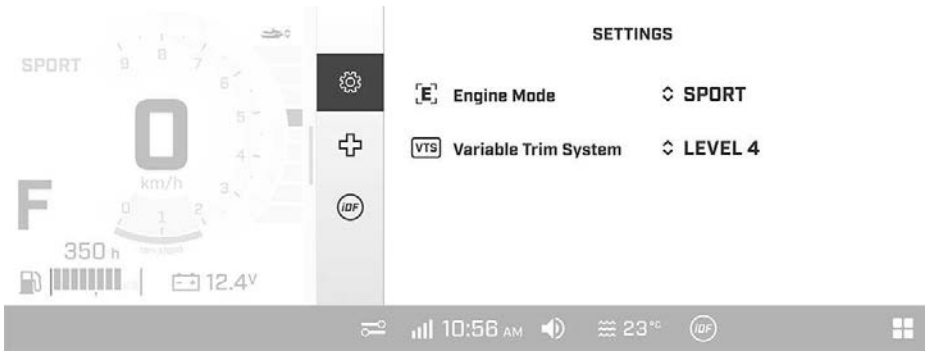 SETTINGS
SPORT
9 8 7
6
5
4
3
0 1 2
0
km/h
F
350 h
12.4V
[E] Engine Mode SPORT
VTS Variable Trim System LEVEL 4
iDF
10:56 AM 23°C iDF